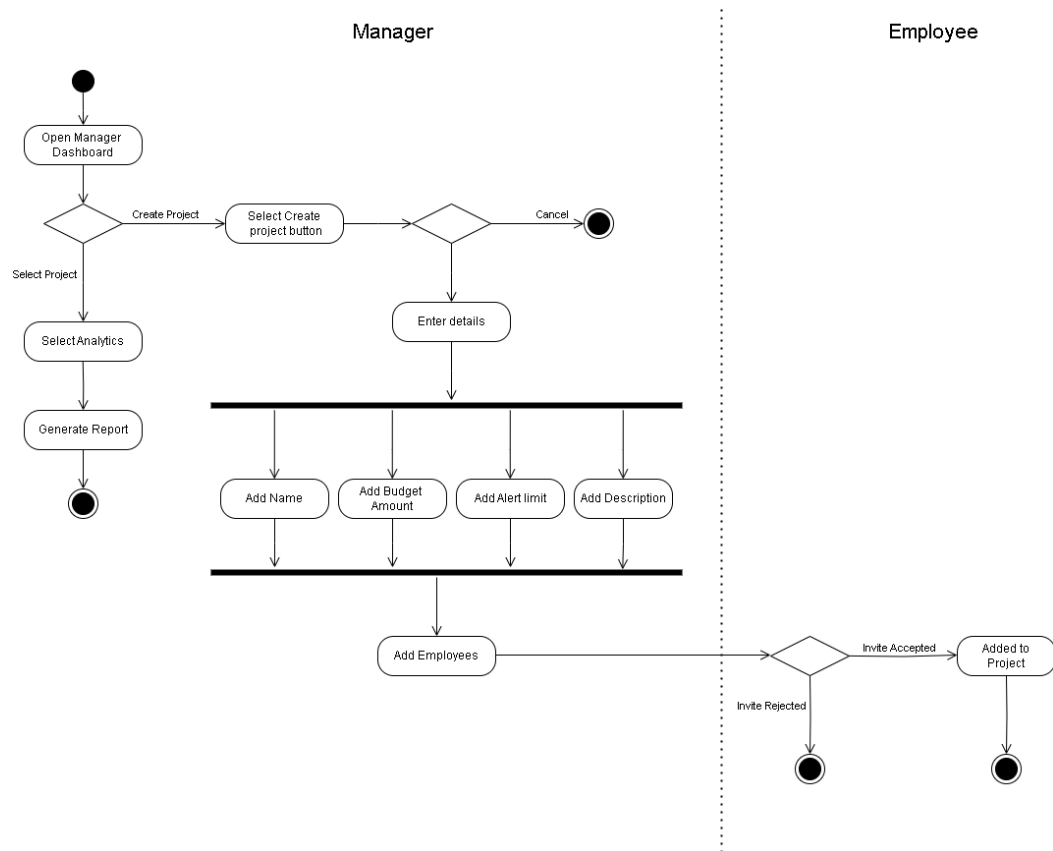 Manager
Employee
Open Manager
Dashboard
Create Project
Select Create
project button
Cancel
Select Project
Enter details
Select Analytics
Generate Report
Add Name
Add Budget
Amount
Add Alert limit
Add Description
Add Employees
Invite Accepted
Added to
Project
Invite Rejected